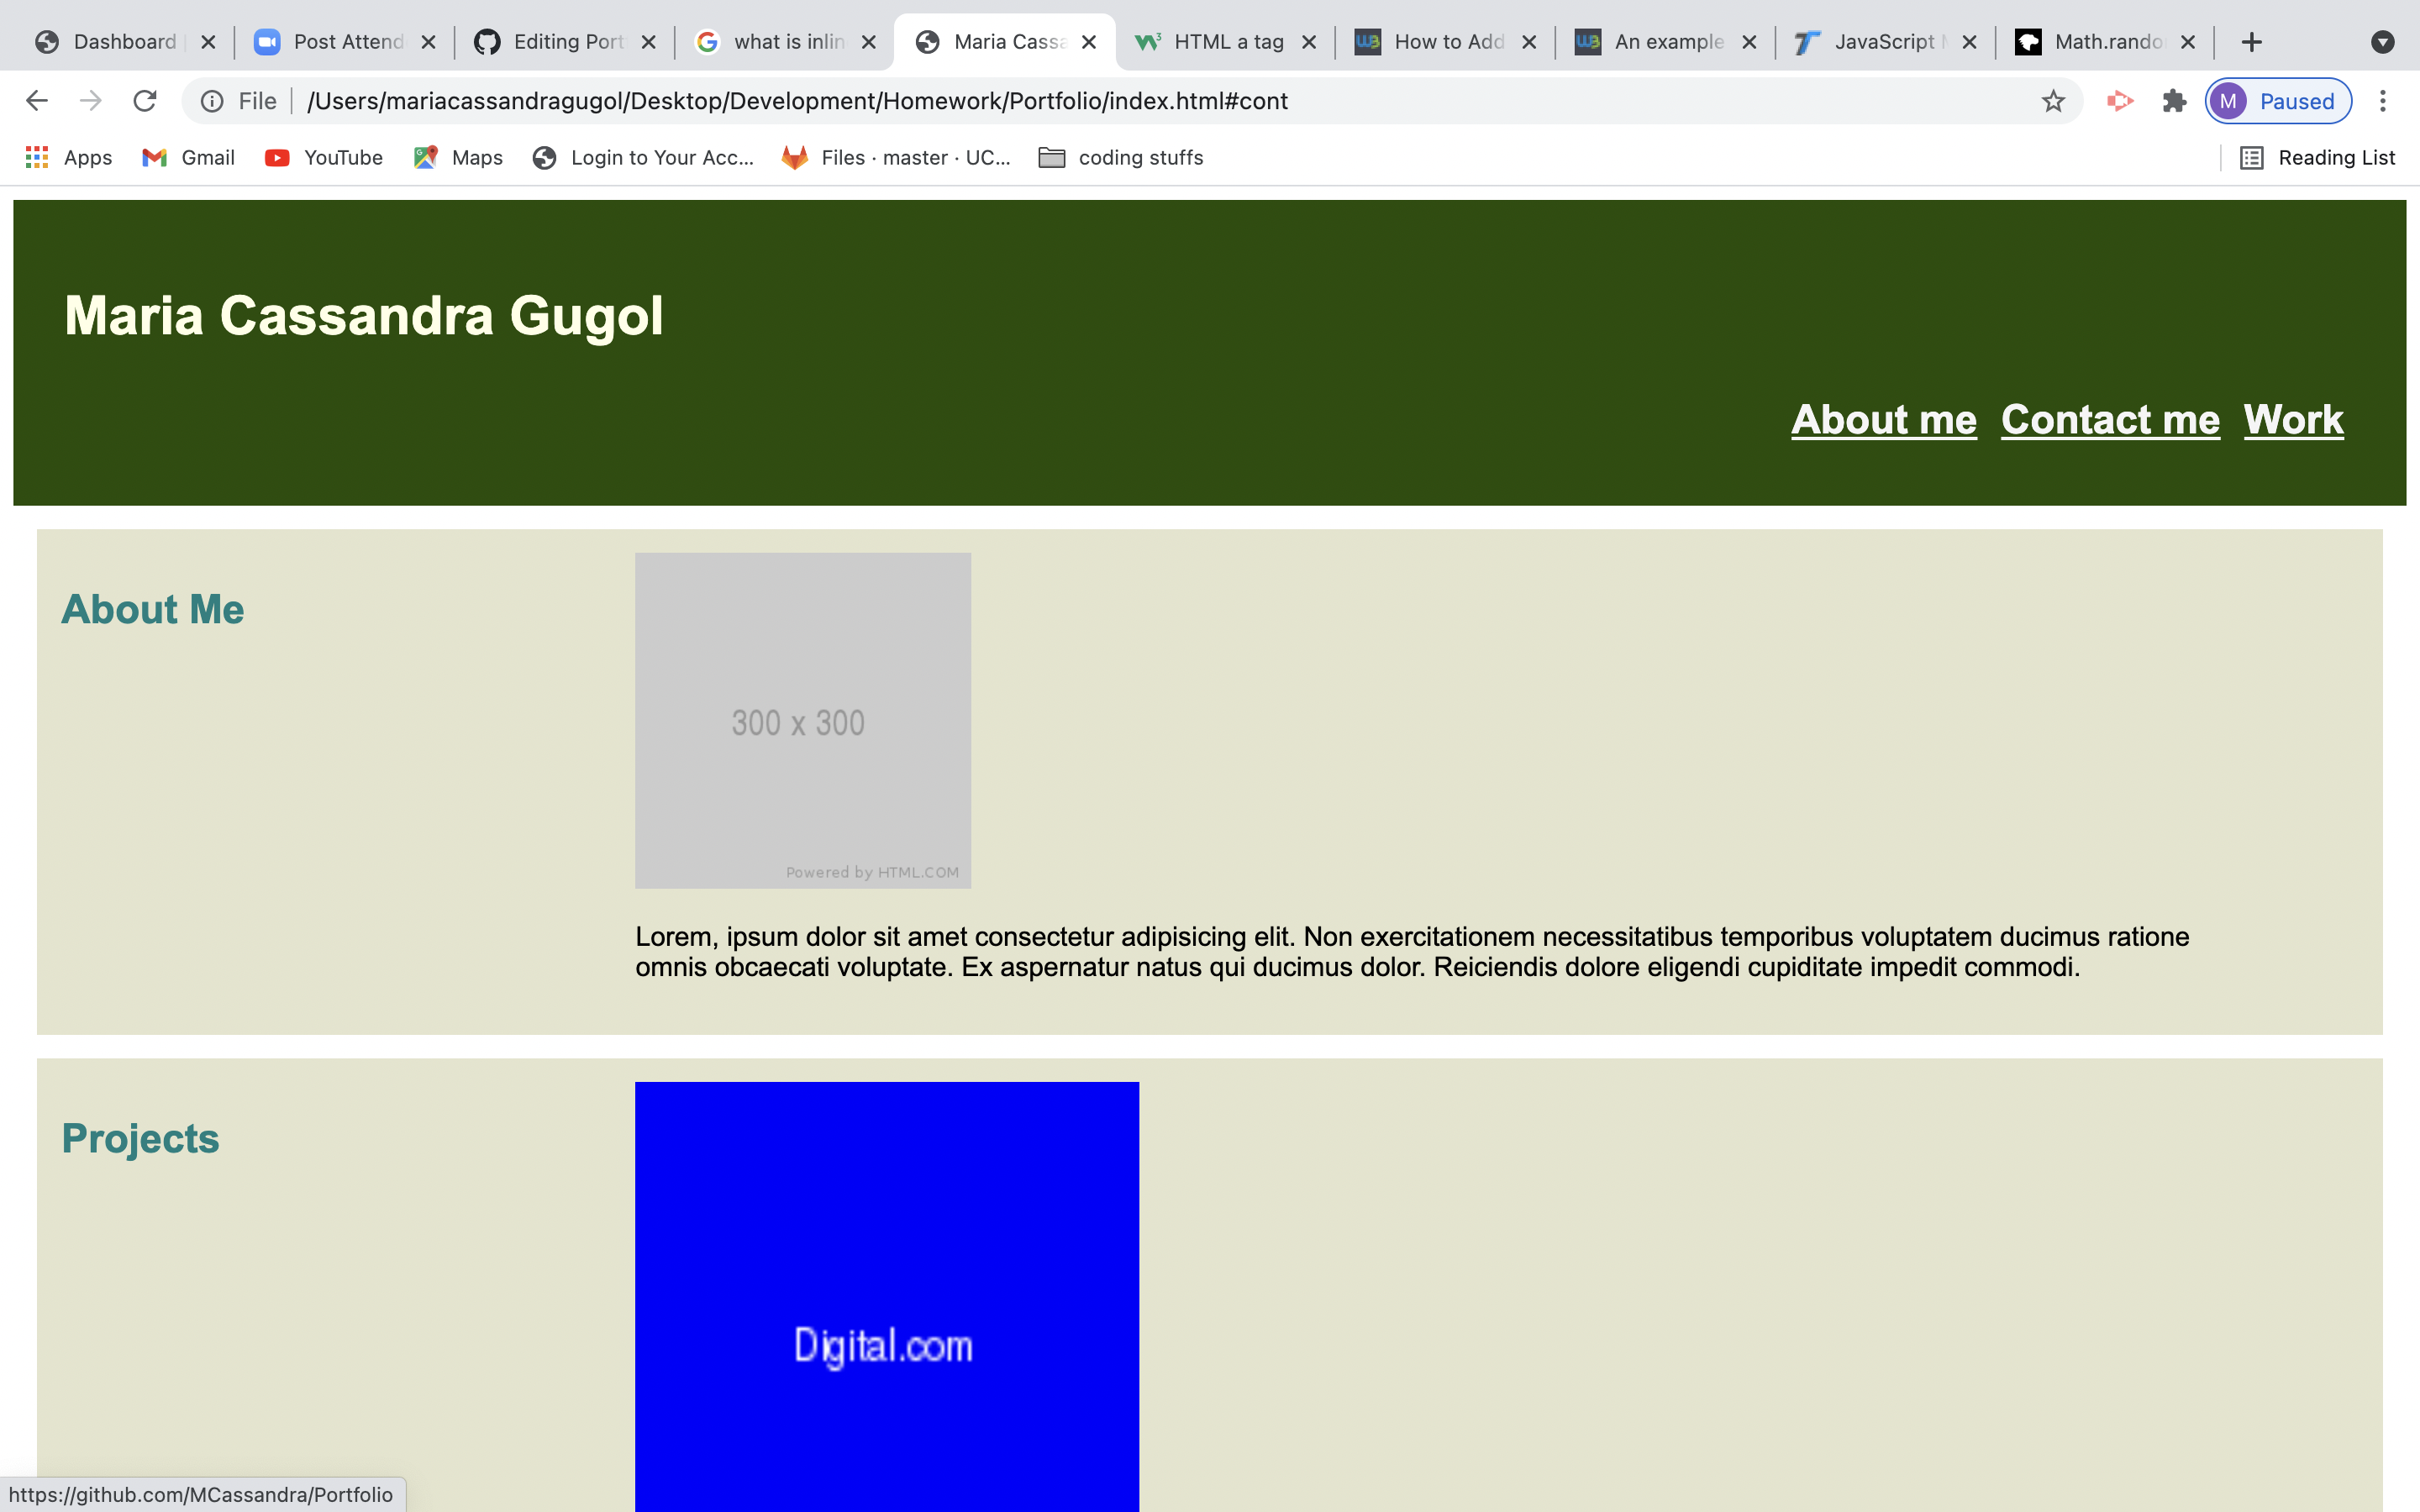 Dashboard
Post Attend
Editing Port
what is inlin
Maria Cassa
HTML a tag
How to Add
An example
JavaScript M
Math.rando
File /Users/mariacassandragugol/Desktop/Development/Homework/Portfolio/index.html#cont
M Paused
Apps Gmail YouTube Maps Login to Your Acc... Files · master · UC... coding stuffs Reading List
Maria Cassandra Gugol
About me Contact me Work
About Me
300 x 300
Powered by HTML.COM
Lorem, ipsum dolor sit amet consectetur adipisicing elit. Non exercitationem necessitatibus temporibus voluptatem ducimus ratione
omnis obcaecati voluptate. Ex aspernatur natus qui ducimus dolor. Reiciendis dolore eligendi cupiditate impedit commodi.
Projects
Digital.com
https://github.com/MCassandra/Portfolio